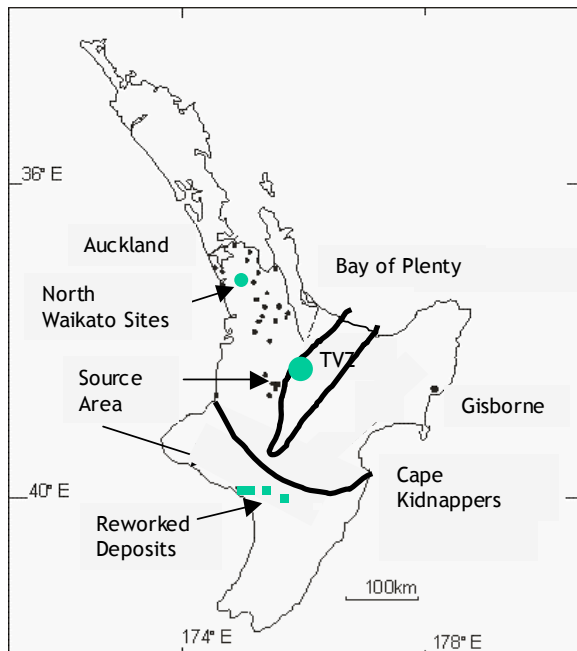 36° E
Auckland
Bay of Plenty
North
Waikato Sites
TVZ
Source
Area
Gisborne
Cape
Kidnappers
40° E
Reworked
Deposits
100km
174° E
178° E